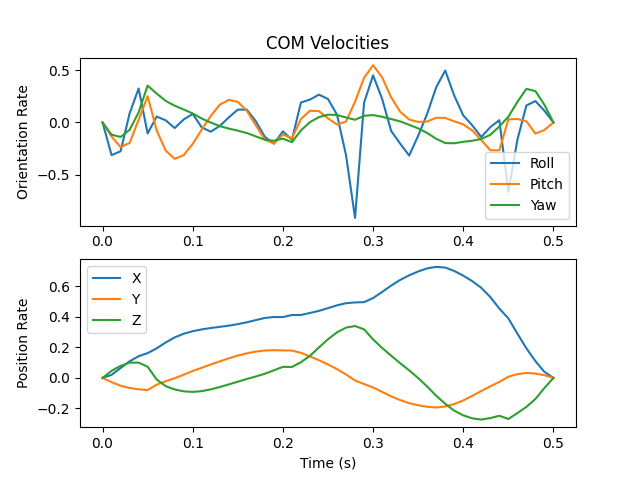 COM Velocities
Orientation Rate
0.5
0.0
−0.5
Roll
Pitch
Yaw
0.0 0.1 0.2 0.3 0.4 0.5
Position Rate
0.6
0.4
0.2
0.0
−0.2
X
Y
Z
0.0 0.1 0.2 0.3 0.4 0.5
Time (s)